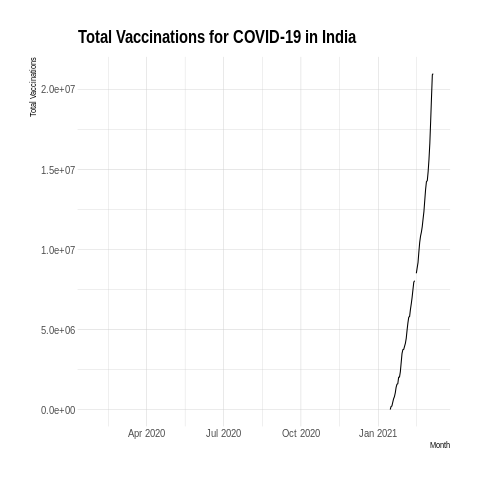 Total Vaccinations for COVID-19 in India
Total Vaccinations
2.0e+07
1.5e+07
1.0e+07
5.0e+06
0.0e+00
Apr 2020 Jul 2020 Oct 2020 Jan 2021
Month